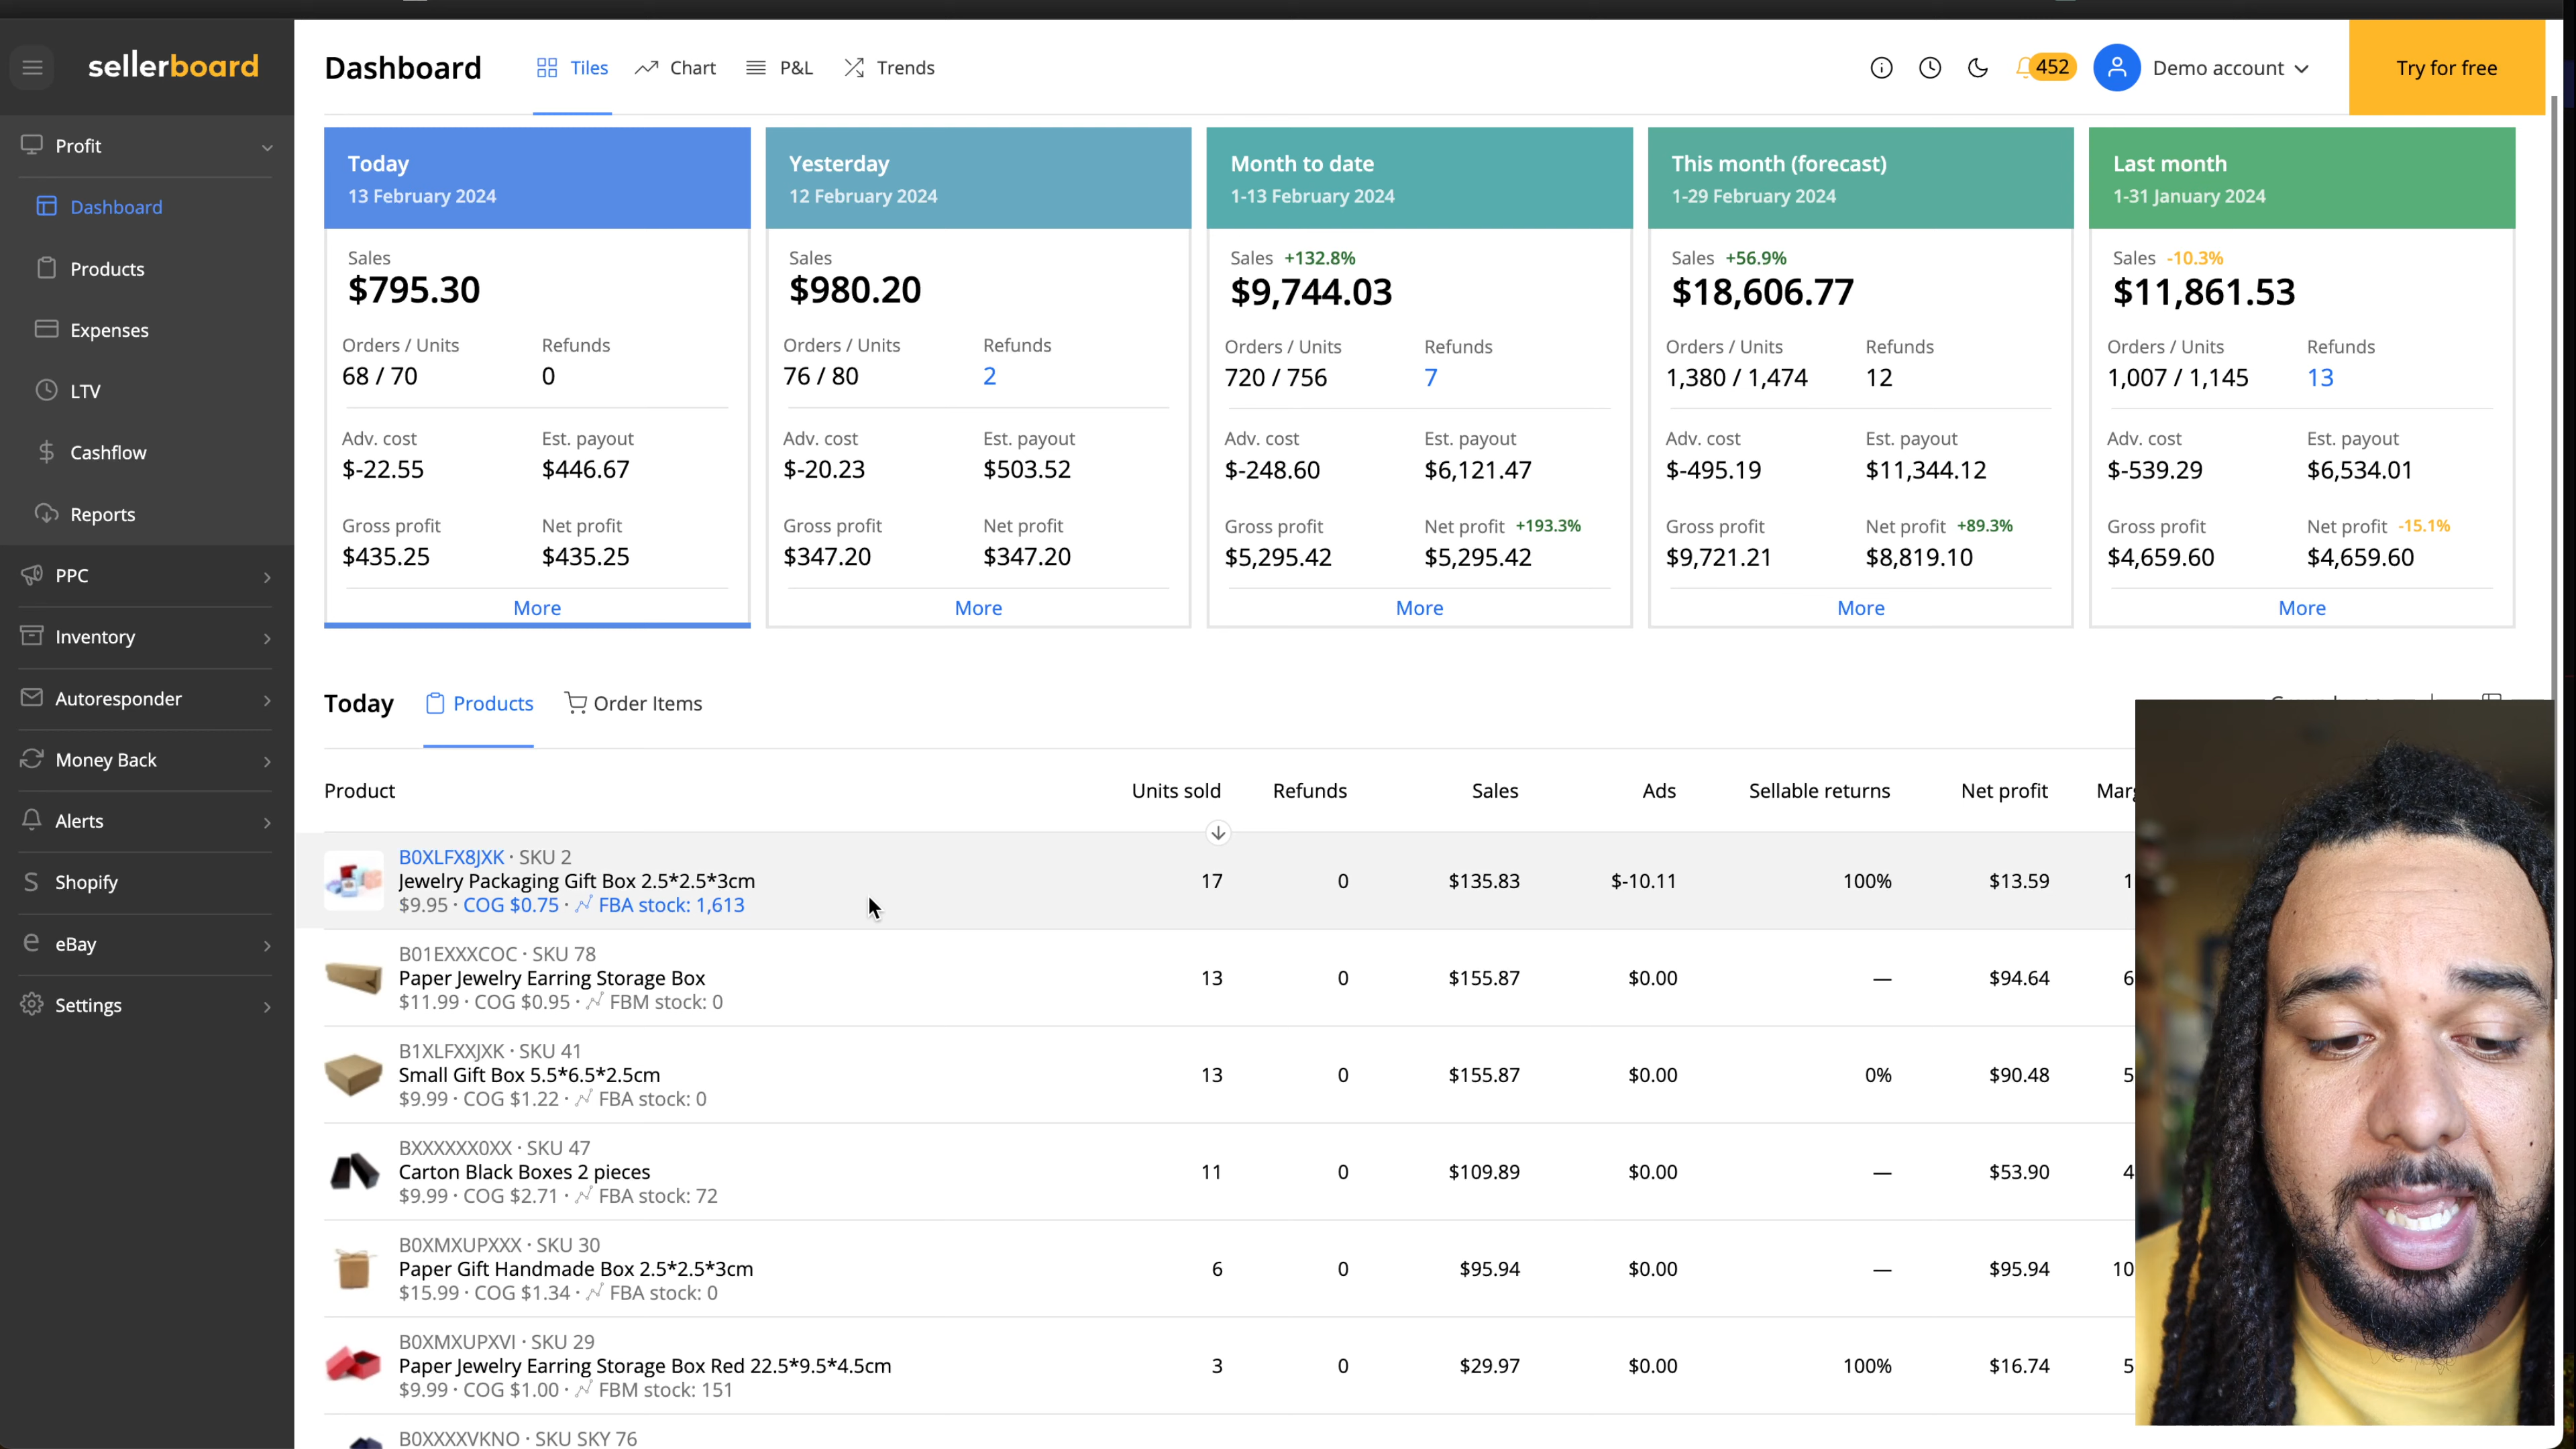 sellerboard
Dashboard Tiles Chart P&L Trends 452 Demo account Try for free
Profit
Dashboard
Products
Expenses
LTV
Cashflow
Reports
PPC
Inventory
Autoresponder
Money Back
Alerts
Shopify
eBay
Settings
Today
13 February 2024
Sales
$795.30
Orders / Units Refunds
68 / 70 0
Adv. cost Est. payout
$-22.55 $446.67
Gross profit Net profit
$435.25 $435.25
More
Yesterday
12 February 2024
Sales
$980.20
Orders / Units Refunds
76 / 80 2
Adv. cost Est. payout
$-20.23 $503.52
Gross profit Net profit
$347.20 $347.20
More
Month to date
1-13 February 2024
Sales +132.8%
$9,744.03
Orders / Units Refunds
720 / 756 7
Adv. cost Est. payout
$-248.60 $6,121.47
Gross profit Net profit +193.3%
$5,295.42 $5,295.42
More
This month (forecast)
1-29 February 2024
Sales +56.9%
$18,606.77
Orders / Units Refunds
1,380 / 1,474 12
Adv. cost Est. payout
$-495.19 $11,344.12
Gross profit Net profit +89.3%
$9,721.21 $8,819.10
More
Last month
1-31 January 2024
Sales -10.3%
$11,861.53
Orders / Units Refunds
1,007 / 1,145 13
Adv. cost Est. payout
$-539.29 $6,534.01
Gross profit Net profit -15.1%
$4,659.60 $4,659.60
More
Today Products Order Items
Product Units sold Refunds Sales Ads Sellable returns Net profit
B0XLFX8JXK · SKU 2
Jewelry Packaging Gift Box 2.5*2.5*3cm 17 0 $135.83 $-10.11 100% $13.59
$9.95 · COG $0.75 · FBA stock: 1,613
B01EXXXCOC · SKU 78
Paper Jewelry Earring Storage Box 13 0 $155.87 $0.00 — $94.64
$11.99 · COG $0.95 · FBM stock: 0
B1XLFXXJXK · SKU 41
Small Gift Box 5.5*6.5*2.5cm 13 0 $155.87 $0.00 0% $90.48
$9.99 · COG $1.22 · FBA stock: 0
BXXXXXX0XX · SKU 47
Carton Black Boxes 2 pieces 11 0 $109.89 $0.00 — $53.90
$9.99 · COG $2.71 · FBA stock: 72
B0XMXUPXXX · SKU 30
Paper Gift Handmade Box 2.5*2.5*3cm 6 0 $95.94 $0.00 — $95.94
$15.99 · COG $1.34 · FBA stock: 0
B0XMXUPXVI · SKU 29
Paper Jewelry Earring Storage Box Red 22.5*9.5*4.5cm 3 0 $29.97 $0.00 100% $16.74
$9.99 · COG $1.00 · FBM stock: 151
B0XXXXVKNO · SKU SKY 76